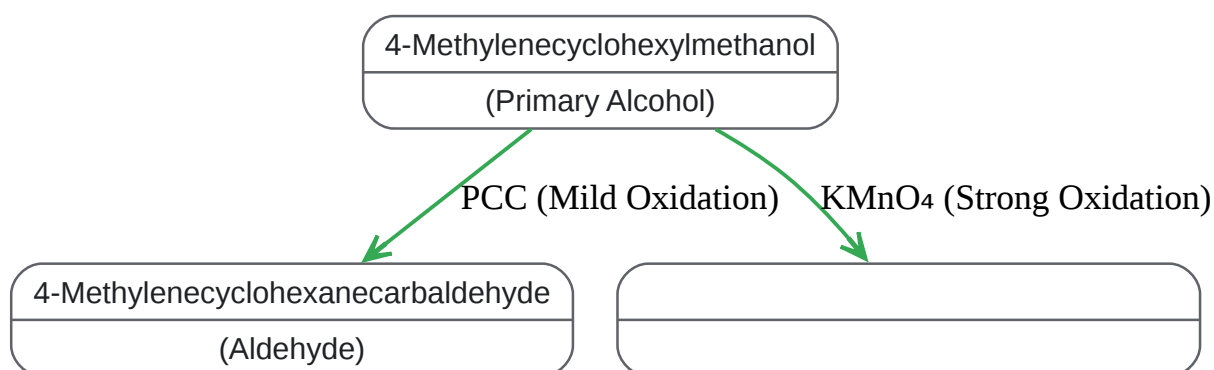 4-Methylenecyclohexylmethanol
(Primary Alcohol)
PCC (Mild Oxidation)
KMnO₄ (Strong Oxidation)
4-Methylenecyclohexanecarbaldehyde
(Aldehyde)